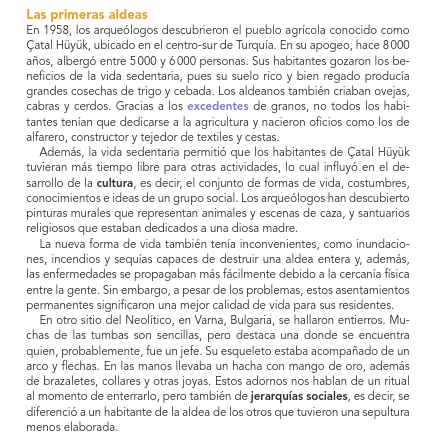 Las primeras aldeas
En 1958, los arqueólogos descubrieron el pueblo agrícola conocido como
Çatal Hüyük, ubicado en el centro-sur de Turquía. En su apogeo, hace 8000
años, albergó entre 5000 y 6000 personas. Sus habitantes gozaron los be-
neficios de la vida sedentaria, pues su suelo rico y bien regado producía
grandes cosechas de trigo y cebada. Los aldeanos también criaban ovejas,
cabras y cerdos. Gracias a los excedentes de granos, no todos los habi-
tantes tenían que dedicarse a la agricultura y nacieron oficios como los de
alfarero, constructor y tejedor de textiles y cestas.
Además, la vida sedentaria permitió que los habitantes de Çatal Hüyük
tuvieran más tiempo libre para otras actividades, lo cual influyó en el de-
sarrollo de la cultura, es decir, el conjunto de formas de vida, costumbres,
conocimientos e ideas de un grupo social. Los arqueólogos han descubierto
pinturas murales que representan animales y escenas de caza, y santuarios
religiosos que estaban dedicados a una diosa madre.
La nueva forma de vida también tenía inconvenientes, como inundacio-
nes, incendios y sequías capaces de destruir una aldea entera y, además,
las enfermedades se propagaban más fácilmente debido a la cercanía física
entre la gente. Sin embargo, a pesar de los problemas, estos asentamientos
permanentes significaron una mejor calidad de vida para sus residentes.
En otro sitio del Neolítico, en Varna, Bulgaria, se hallaron entierros. Mu-
chas de las tumbas son sencillas, pero destaca una donde se encuentra
quien, probablemente, fue un jefe. Su esqueleto estaba acompañado de un
arco y flechas. En las manos llevaba un hacha con mango de oro, además
de brazaletes, collares y otras joyas. Estos adornos nos hablan de un ritual
al momento de enterrarlo, pero también de jerarquías sociales, es decir, se
diferenció a un habitante de la aldea de los otros que tuvieron una sepultura
menos elaborada.